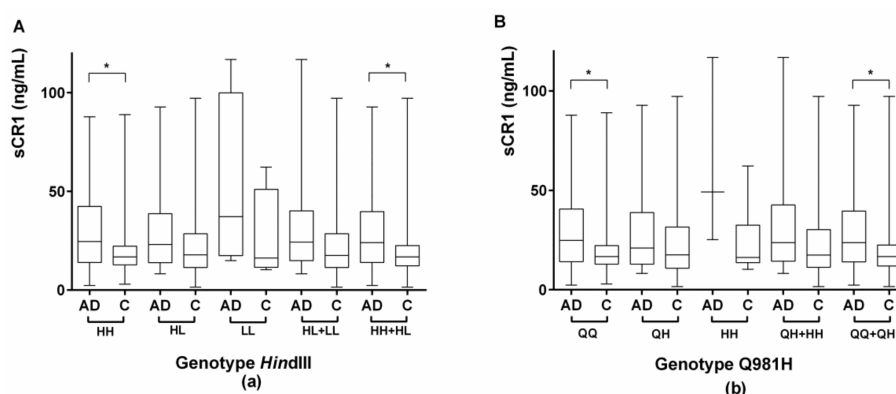 A
sCR1 (ng/mL)
100
50
0
*
*
AD C AD C AD C AD C AD C
HH HL LL HL+LL HH+HL
Genotype HindIII
(a)
B
sCR1 (ng/mL)
100
50
0
*
*
AD C AD C AD C AD C AD C
QQ QH HH QH+HH QQ+QH
Genotype Q981H
(b)